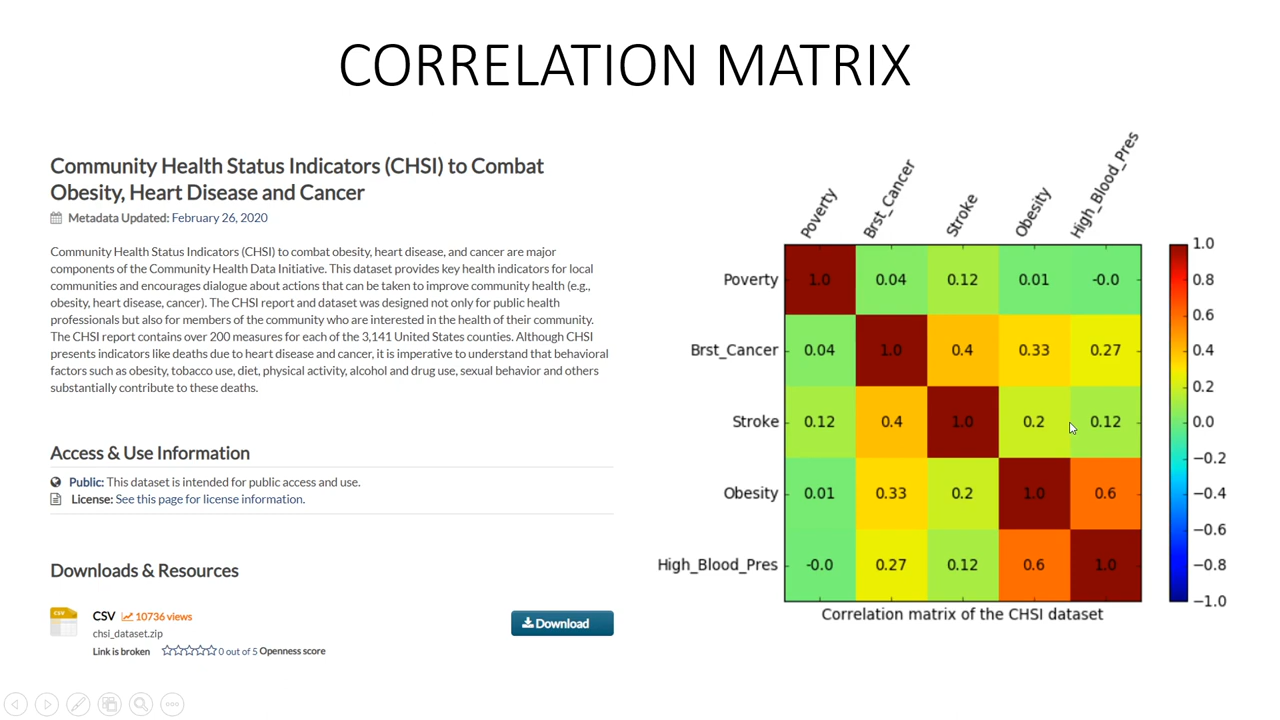 CORRELATION MATRIX
Community Health Status Indicators (CHSI) to Combat
Obesity, Heart Disease and Cancer
Metadata Updated: February 26, 2020
Community Health Status Indicators (CHSI) to combat obesity, heart disease, and cancer are major
components of the Community Health Data Initiative. This dataset provides key health indicators for local
communities and encourages dialogue about actions that can be taken to improve community health (e.g.,
obesity, heart disease, cancer). The CHSI report and dataset was designed not only for public health
professionals but also for members of the community who are interested in the health of their community.
The CHSI report contains over 200 measures for each of the 3,141 United States counties. Although CHSI
presents indicators like deaths due to heart disease and cancer, it is imperative to understand that behavioral
factors such as obesity, tobacco use, diet, physical activity, alcohol and drug use, sexual behavior and others
substantially contribute to these deaths.
Access & Use Information
Public: This dataset is intended for public access and use.
License: See this page for license information.
Downloads & Resources
CSV 10736 views
chsi_dataset.zip
Link is broken 0 out of 5 Openness score
Download
Poverty Brst_Cancer Stroke Obesity High_Blood_Pres
Poverty 1.0 0.04 0.12 0.01 -0.0
Brst_Cancer 0.04 1.0 0.4 0.33 0.27
Stroke 0.12 0.4 1.0 0.2 0.12
Obesity 0.01 0.33 0.2 1.0 0.6
High_Blood_Pres -0.0 0.27 0.12 0.6 1.0
Correlation matrix of the CHSI dataset
1.0
0.8
0.6
0.4
0.2
0.0
−0.2
−0.4
−0.6
−0.8
−1.0